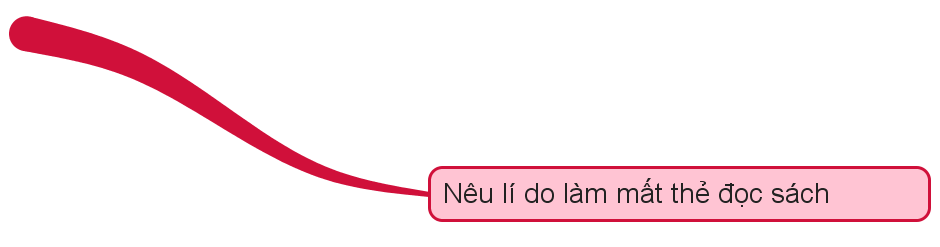 Nêu lí do làm mất thẻ đọc sách